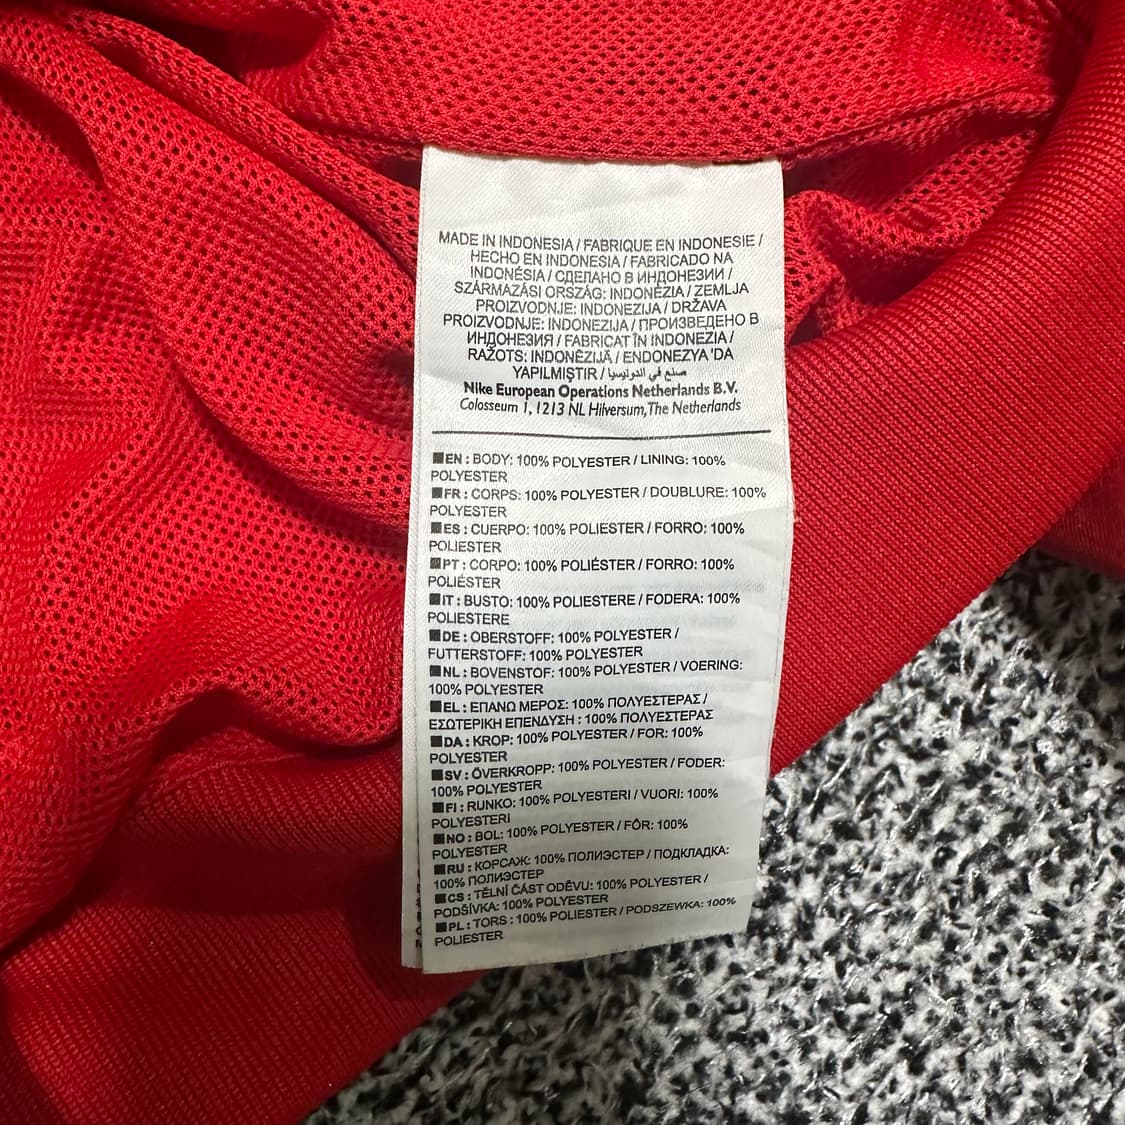 MADE IN INDONESIA / FABRIQUE EN INDONESIE /
HECHO EN INDONESIA / FABRICADO NA
INDONÉSIA / СДЕЛАНО В ИНДОНЕЗИИ /
SZÁRMAZÁSI ORSZÁG: INDONÉZIA / ZEMLJA
PROIZVODNJE: INDONEZIJA / DRŽAVA
PROIZVODNJE: INDONEZIJA / ПРОИЗВЕДЕНО В
ИНДОНЕЗИЯ / FABRICAT ÎN INDONEZIA /
RAŽOTS: INDONĒZIJĀ / ENDONEZYA 'DA
YAPILMIŞTIR / صنع في اندونيسيا
Nike European Operations Netherlands B.V.
Colosseum 1, 1213 NL Hilversum, The Netherlands
EN : BODY: 100% POLYESTER / LINING: 100%
POLYESTER
FR : CORPS: 100% POLYESTER / DOUBLURE: 100%
POLYESTER
ES : CUERPO: 100% POLIESTER / FORRO: 100%
POLIESTER
PT : CORPO: 100% POLIÉSTER / FORRO: 100%
POLIÉSTER
IT : BUSTO: 100% POLIESTERE / FODERA: 100%
POLIESTERE
DE : OBERSTOFF: 100% POLYESTER /
FUTTERSTOFF: 100% POLYESTER
NL : BOVENSTOF: 100% POLYESTER / VOERING:
100% POLYESTER
EL : ΕΠΑΝΩ ΜΕΡΟΣ: 100% ΠΟΛΥΕΣΤΕΡΑΣ /
ΕΣΩΤΕΡΙΚΗ ΕΠΕΝΔΥΣΗ : 100% ΠΟΛΥΕΣΤΕΡΑΣ
DA : KROP: 100% POLYESTER / FOR: 100%
POLYESTER
SV : ÖVERKROPP: 100% POLYESTER / FODER:
100% POLYESTER
FI : RUNKO: 100% POLYESTERI / VUORI: 100%
POLYESTERI
NO : BOL: 100% POLYESTER / FÔR: 100%
POLYESTER
RU : КОРСАЖ: 100% ПОЛИЭСТЕР / ПОДКЛАДКА:
100% ПОЛИЭСТЕР
CS : TĚLNÍ ČÁST ODĚVU: 100% POLYESTER /
PODŠÍVKA: 100% POLYESTER
PL : TORS : 100% POLIESTER / PODSZEWKA: 100%
POLIESTER